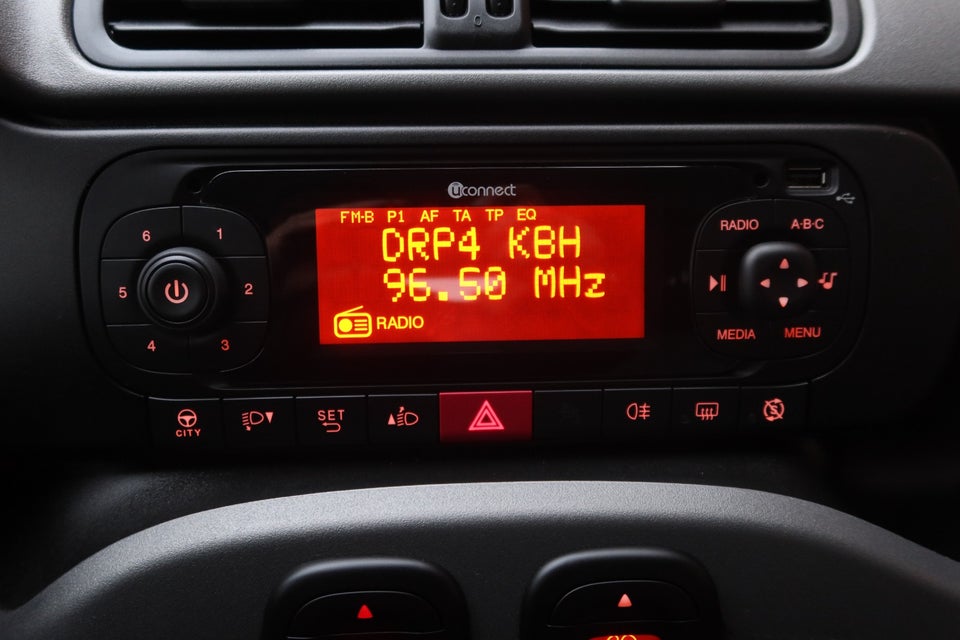 0
uconnect
FM-B P1 AF TA TP EQ
DRP4 KBH
96.50 MHz
RADIO
6 1
5 2
4 3
RADIO A·B·C
MEDIA MENU
CITY
SET